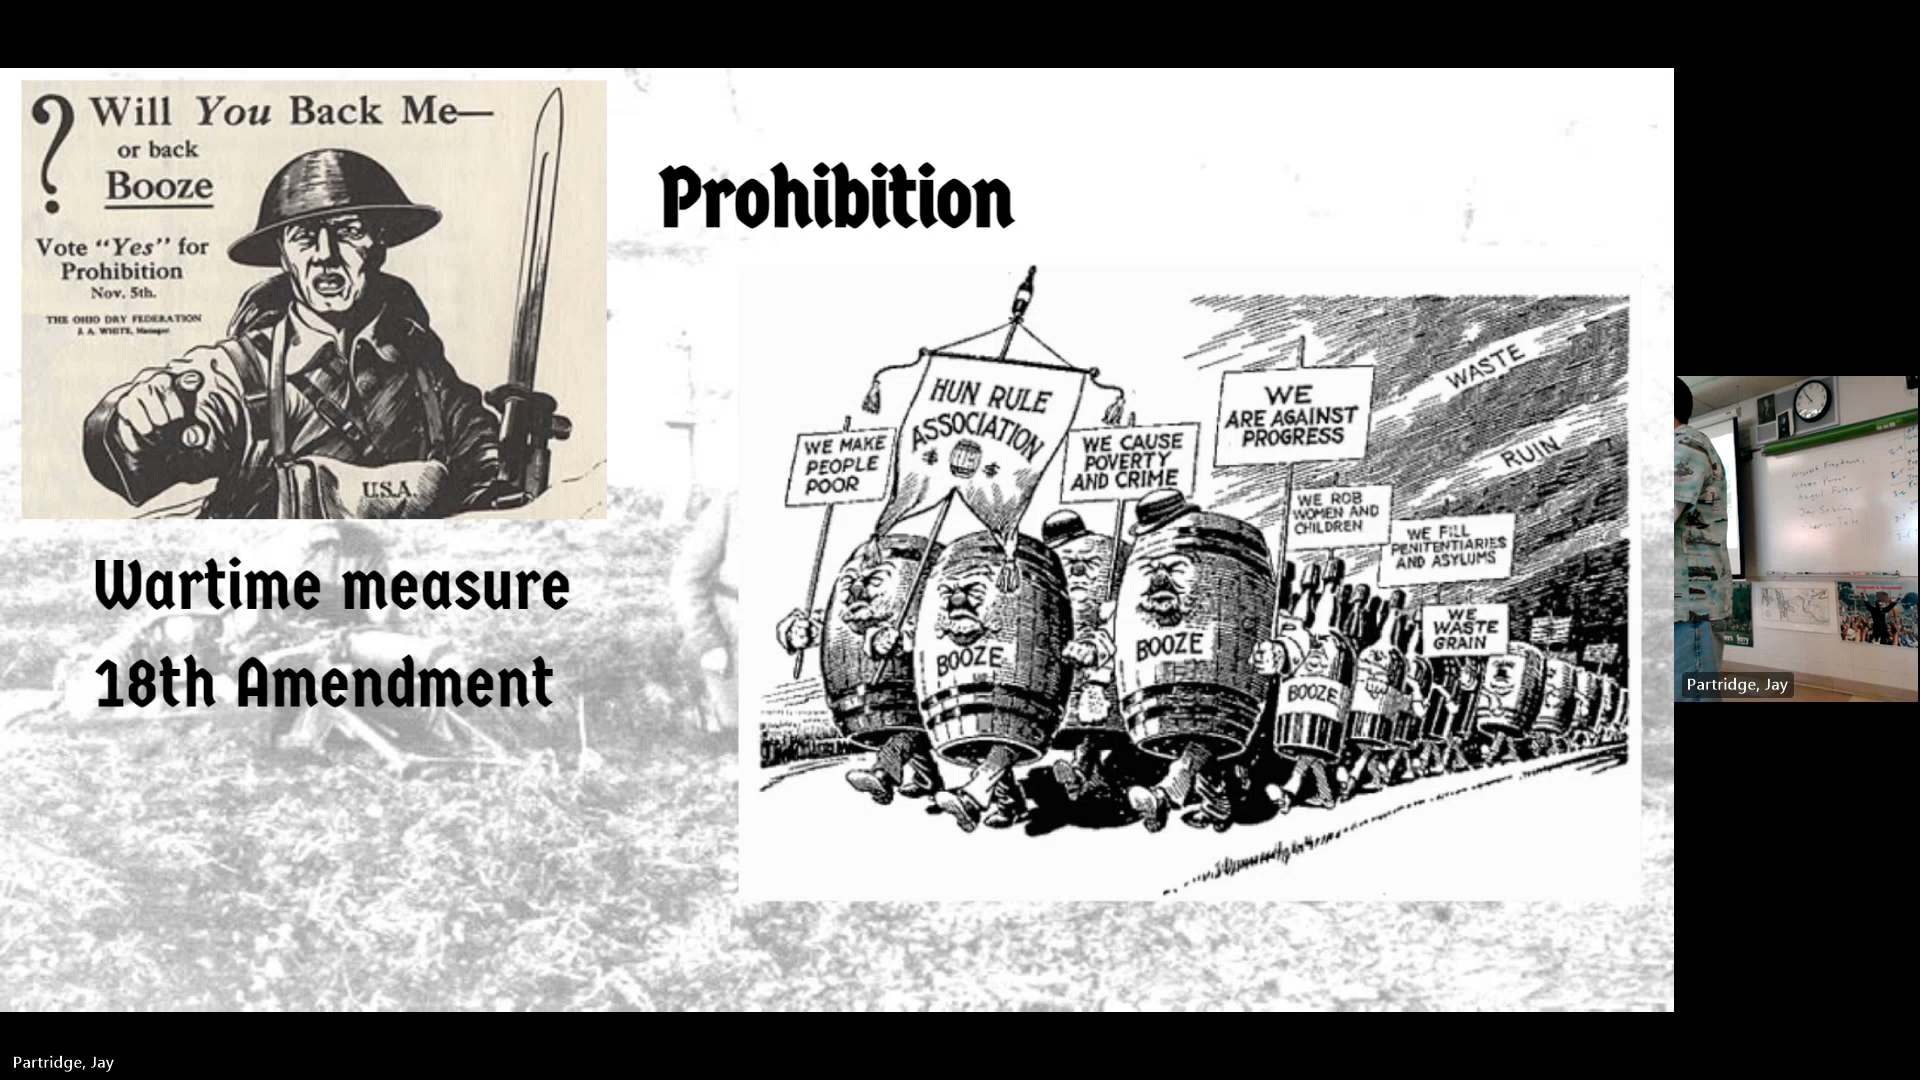 ? Will You Back Me—
or back
Booze
Vote “Yes” for
Prohibition
Nov. 5th.
THE OHIO DRY FEDERATION
J. A. WHITE, Manager
U.S.A.
Prohibition
Wartime measure
18th Amendment
HUN RULE
ASSOCIATION
WE MAKE
PEOPLE
POOR
WE CAUSE
POVERTY
AND CRIME
WE
ARE AGAINST
PROGRESS
WASTE
RUIN
WE ROB
WOMEN AND
CHILDREN
WE FILL
PENITENTIARIES
AND ASYLUMS
WE
WASTE
GRAIN
BOOZE
BOOZE
BOOZE
Partridge, Jay
Partridge, Jay